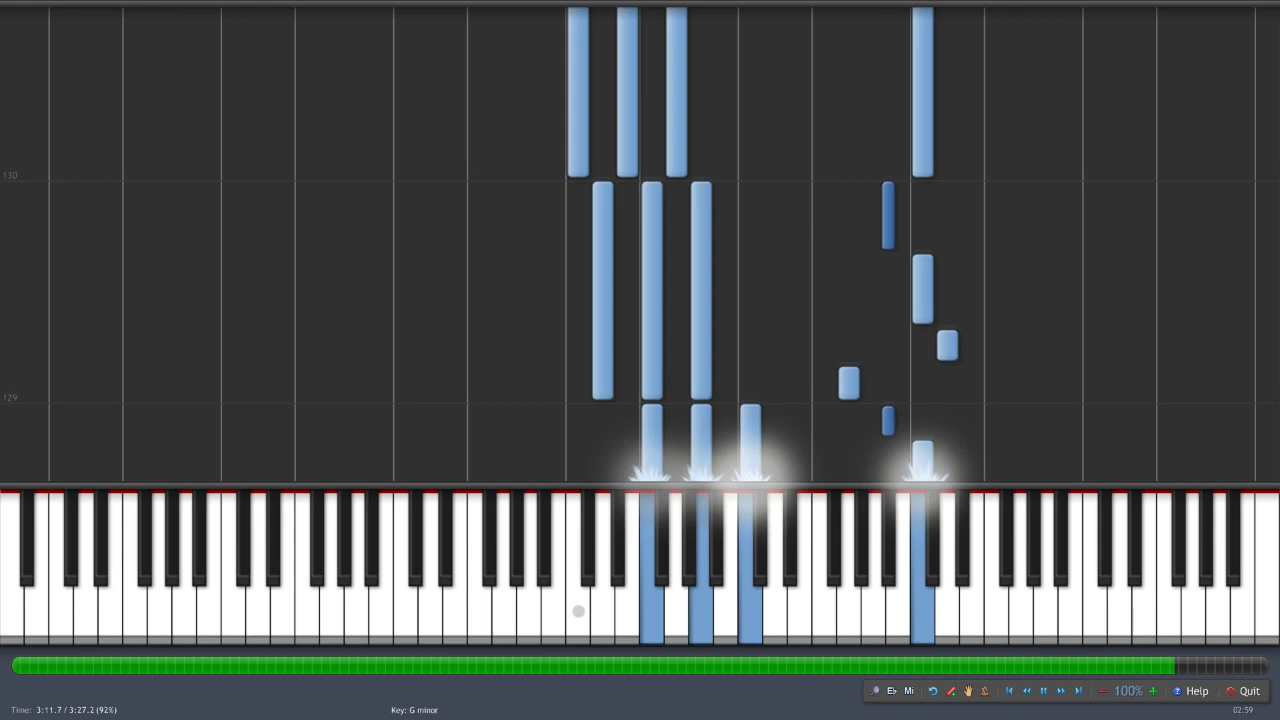 130
129
E♭ Mi
100%
Help
Quit
Time: 3:11.7 / 3:27.2 (92%)
Key: G minor
02:59